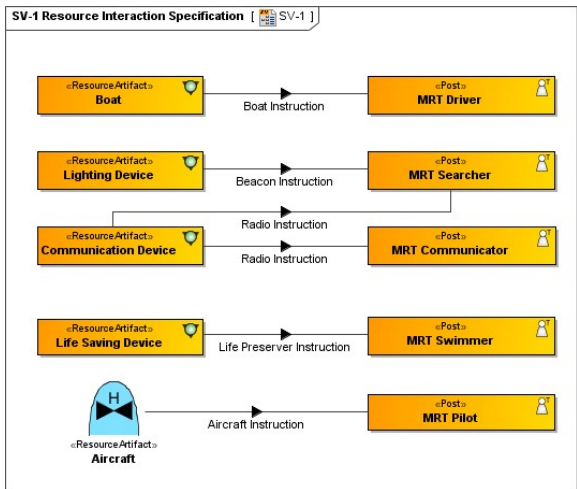 SV-1 Resource Interaction Specification [ SV-1 ]
«ResourceArtifact»
Boat
Boat Instruction
«Post»
MRT Driver
«ResourceArtifact»
Lighting Device
Beacon Instruction
«Post»
MRT Searcher
Radio Instruction
«ResourceArtifact»
Communication Device
Radio Instruction
«Post»
MRT Communicator
«ResourceArtifact»
Life Saving Device
Life Preserver Instruction
«Post»
MRT Swimmer
H
«ResourceArtifact»
Aircraft
Aircraft Instruction
«Post»
MRT Pilot